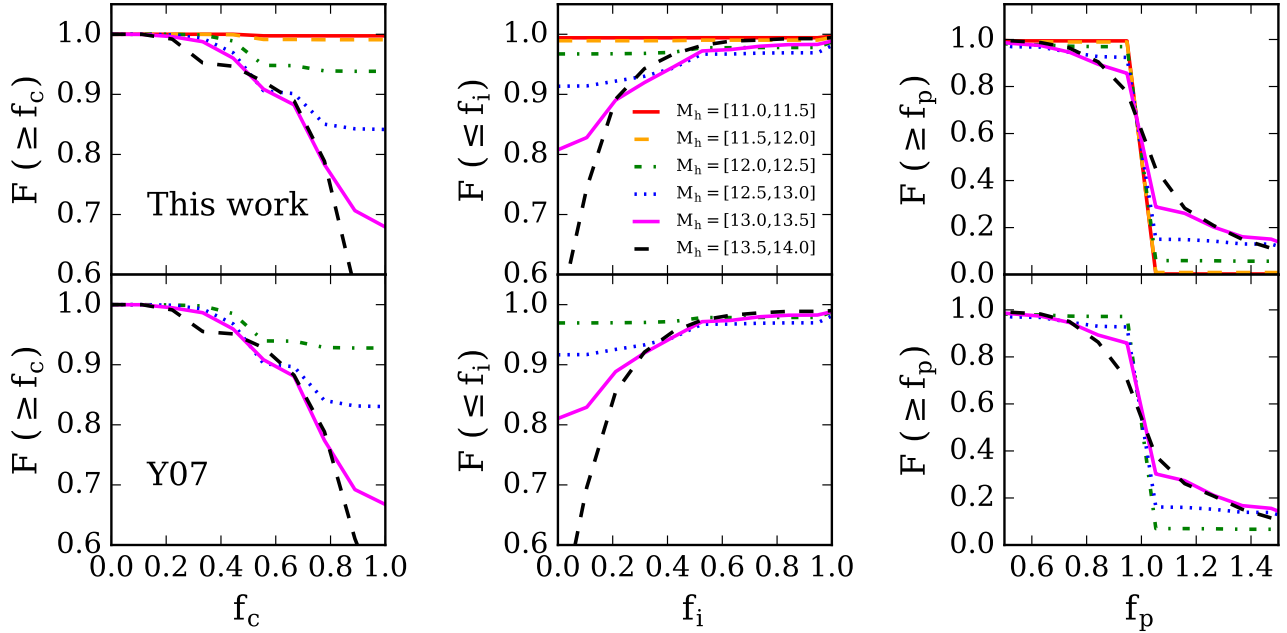 1.0
0.9
0.8
0.7
0.6
F (≥f_c)
This work
1.0
0.9
0.8
0.7
0.6
F (≤f_i)
M_h = [11.0,11.5]
M_h = [11.5,12.0]
M_h = [12.0,12.5]
M_h = [12.5,13.0]
M_h = [13.0,13.5]
M_h = [13.5,14.0]
1.0
0.8
0.6
0.4
0.2
0.0
F (≥f_p)
1.0
0.9
0.8
0.7
0.6
F (≥f_c)
Y07
0.0 0.2 0.4 0.6 0.8 1.0
f_c
1.0
0.9
0.8
0.7
0.6
F (≤f_i)
0.0 0.2 0.4 0.6 0.8 1.0
f_i
1.0
0.8
0.6
0.4
0.2
0.0
F (≥f_p)
0.6 0.8 1.0 1.2 1.4
f_p